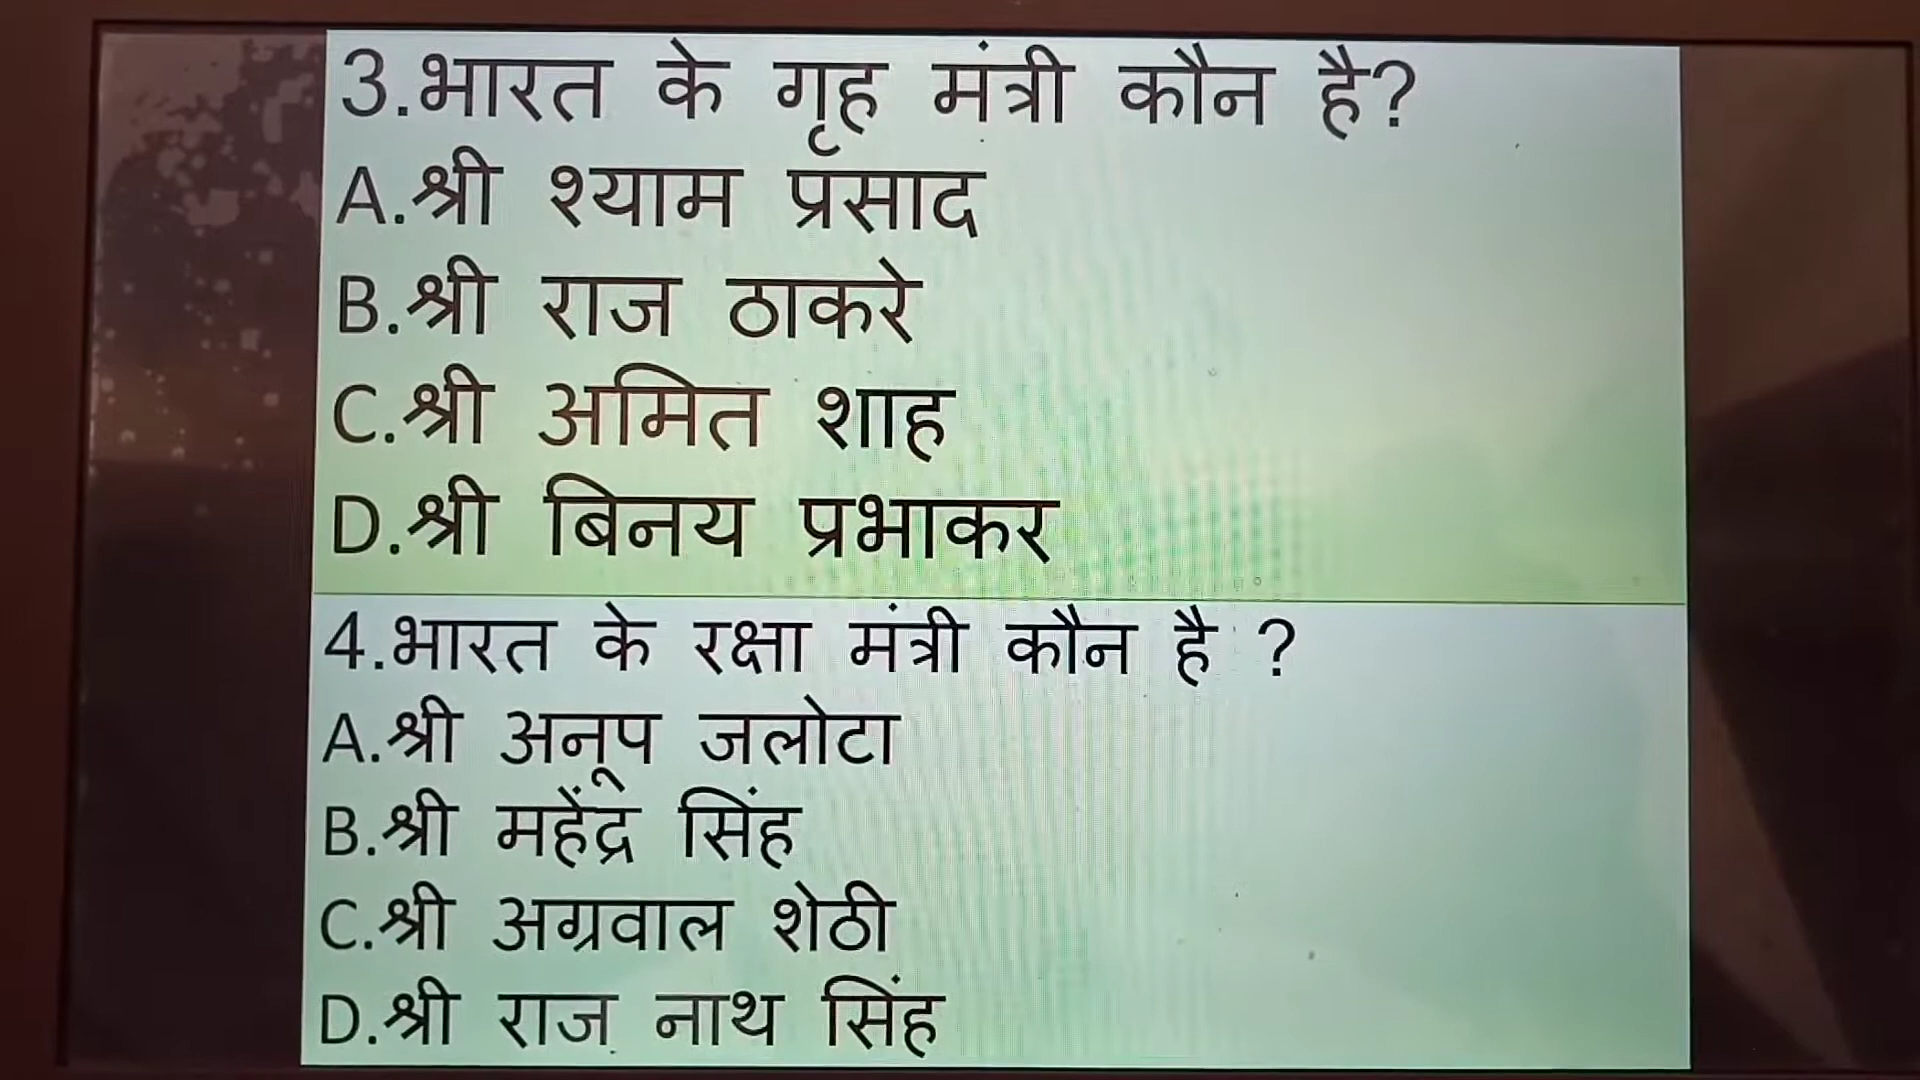 3.भारत के गृह मंत्री कौन है?
A.श्री श्याम प्रसाद
B.श्री राज ठाकरे
C.श्री अमित शाह
D.श्री बिनय प्रभाकर
4.भारत के रक्षा मंत्री कौन है ?
A.श्री अनूप जलोटा
B.श्री महेंद्र सिंह
C.श्री अग्रवाल शेठी
D.श्री राज नाथ सिंह